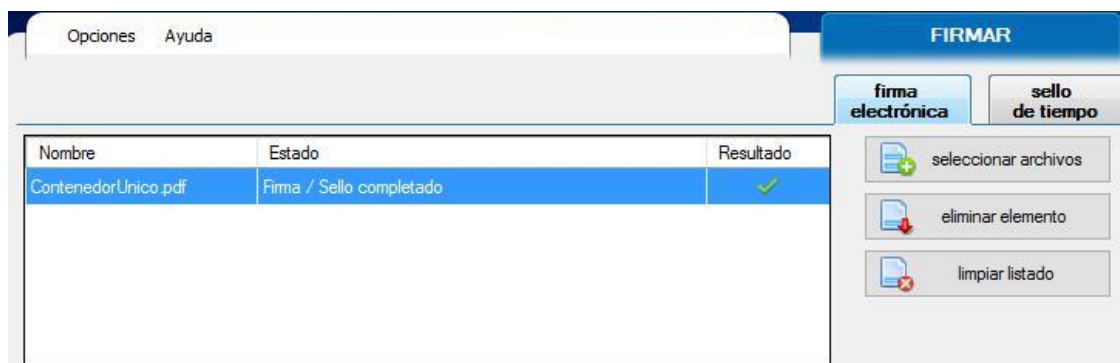 Opciones Ayuda
FIRMAR
firma
electrónica
sello
de tiempo
Nombre Estado Resultado
ContenedorUnico.pdf Firma / Sello completado
seleccionar archivos
eliminar elemento
limpiar listado